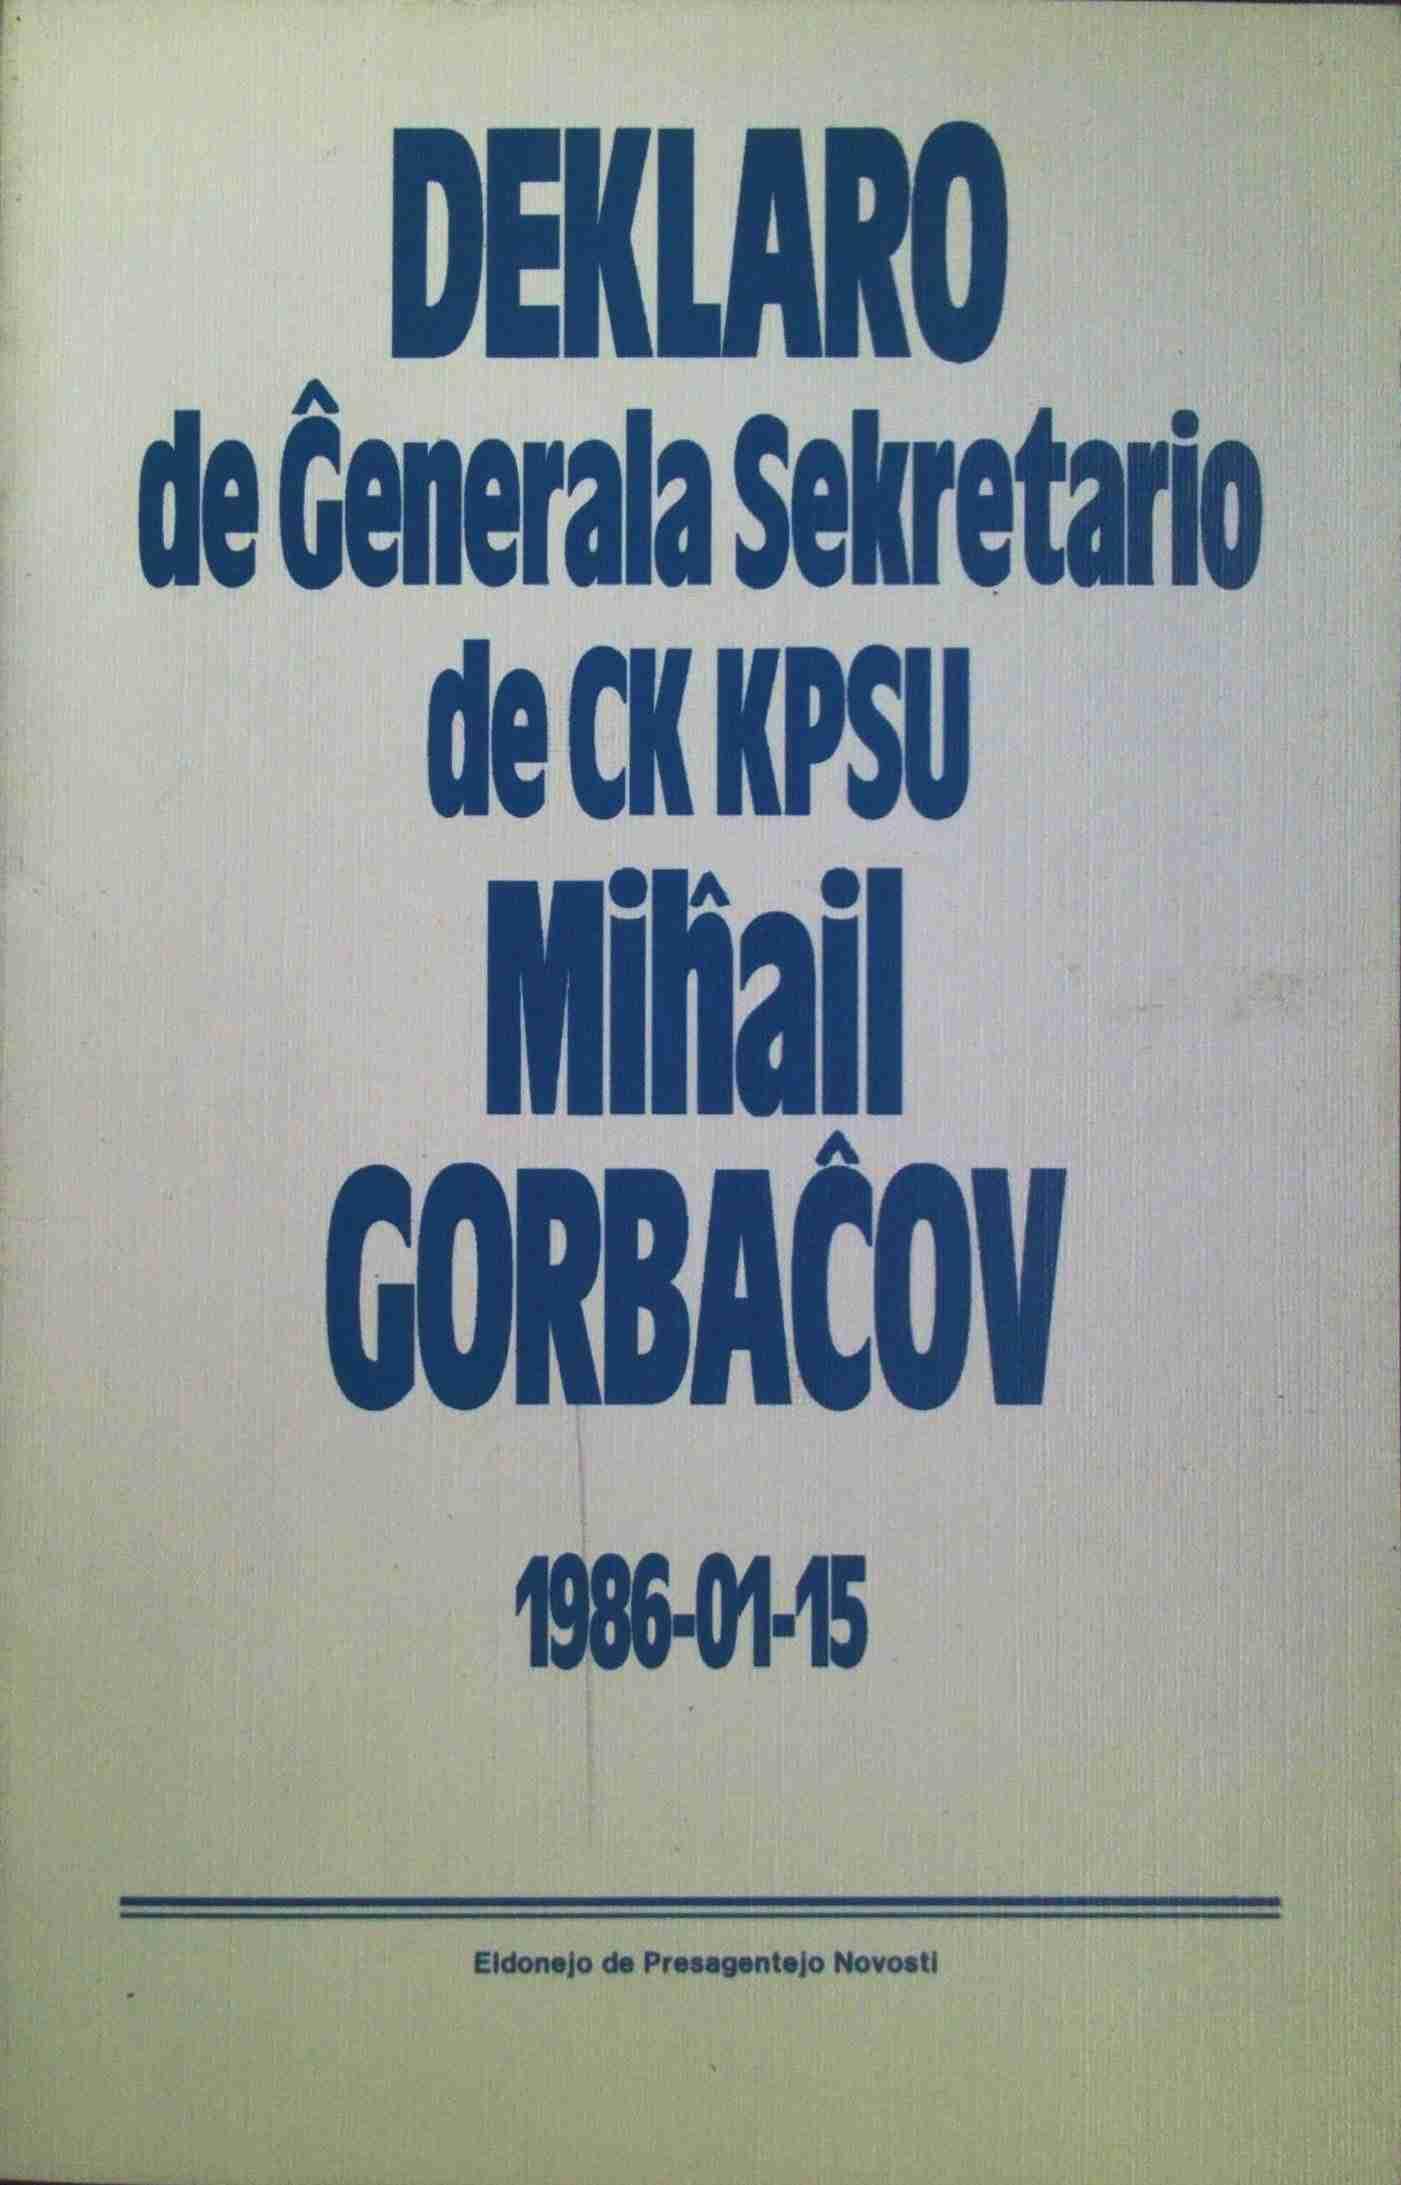 DEKLARO
de Ĝenerala Sekretario
de CK KPSU
Miĥail
GORBAĈOV
1986-01-15
Eldonejo de Presagentejo Novosti